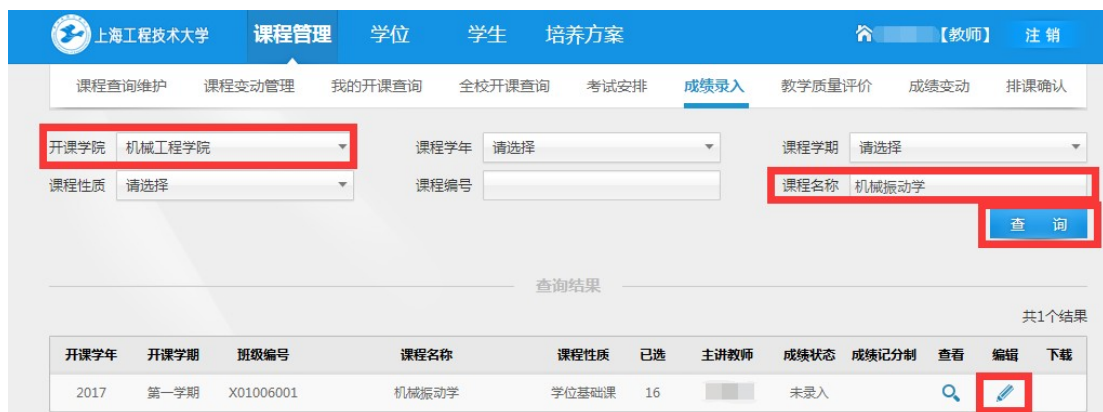 上海工程技术大学 课程管理 学位 学生 培养方案 【教师】 注 销
课程查询维护 课程变动管理 我的开课查询 全校开课查询 考试安排 成绩录入 教学质量评价 成绩变动 排课确认
开课学院 机械工程学院 课程学年 请选择 课程学期 请选择
课程性质 请选择 课程编号 课程名称 机械振动学
查 询
查询结果
共1个结果
开课学年 开课学期 班级编号 课程名称 课程性质 已选 主讲教师 成绩状态 成绩记分制 查看 编辑 下载
2017 第一学期 X01006001 机械振动学 学位基础课 16 未录入